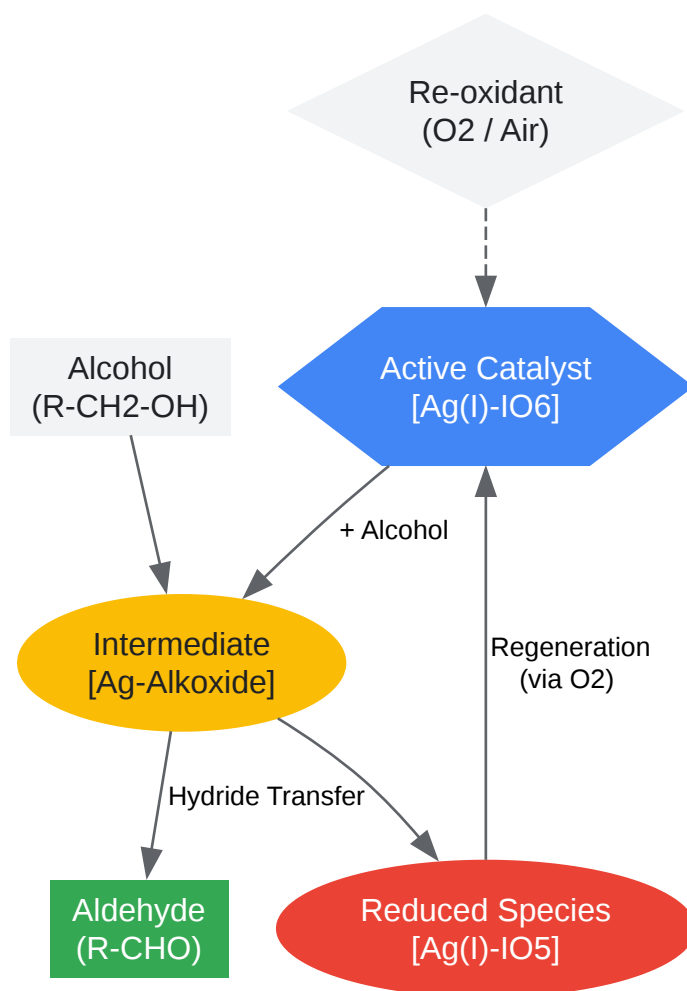 Re-oxidant
(O2 / Air)
Alcohol
(R-CH2-OH)
Active Catalyst
[Ag(I)-IO6]
+ Alcohol
Intermediate
[Ag-Alkoxide]
Regeneration
(via O2)
Hydride Transfer
Aldehyde
(R-CHO)
Reduced Species
[Ag(I)-IO5]